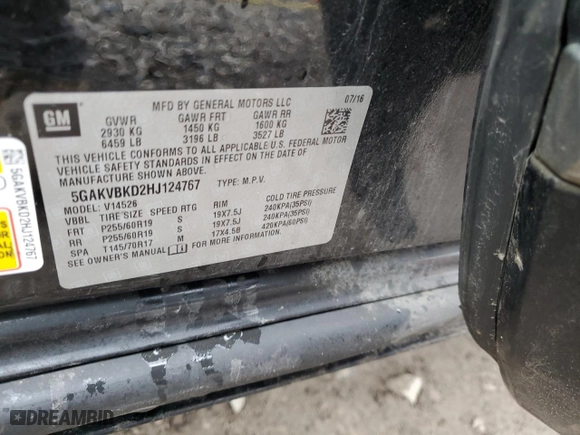 GM
MFD BY GENERAL MOTORS LLC 07/16
GVWR GAWR FRT GAWR RR
2930 KG 1450 KG 1600 KG
6459 LB 3196 LB 3527 LB
THIS VEHICLE CONFORMS TO ALL APPLICABLE U.S. FEDERAL MOTOR
VEHICLE SAFETY STANDARDS IN EFFECT ON THE DATE OF
MANUFACTURE SHOWN ABOVE.
5GAKVBKD2HJ124767 TYPE: M.P.V.
MODEL: V14526
VBBL TIRE SIZE SPEED RTG RIM COLD TIRE PRESSURE
FRT P255/60R19 S 19X7.5J 240KPA(35PSI)
RR P255/60R19 S 19X7.5J 240KPA(35PSI)
SPA T145/70R17 M 17X4.5B 420KPA(60PSI)
SEE OWNER'S MANUAL FOR MORE INFORMATION.
5GAKVBKD2HJ124767
DREAMBID